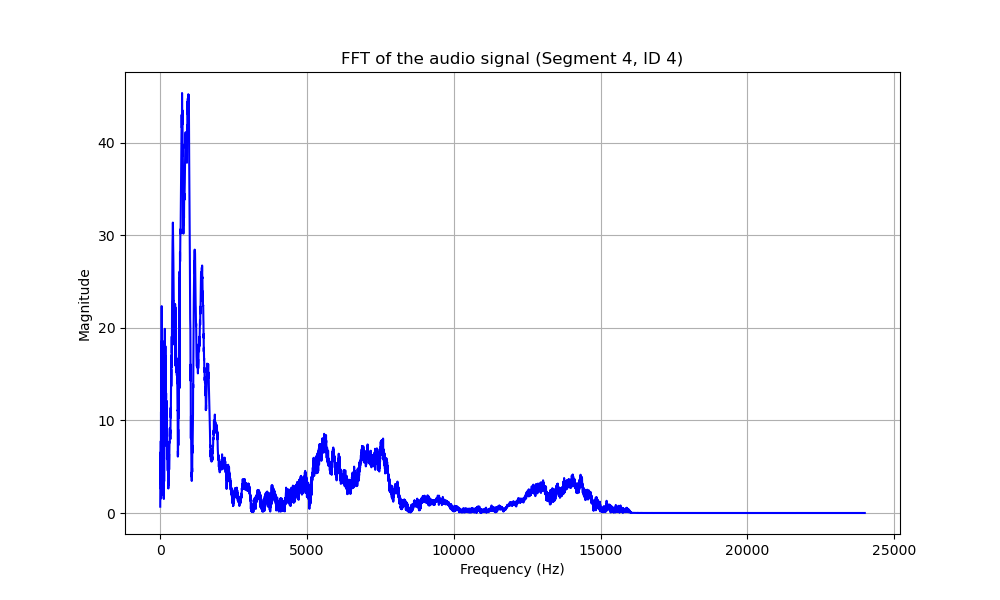 FFT of the audio signal (Segment 4, ID 4)
Magnitude
40
30
20
10
0
0 5000 10000 15000 20000 25000
Frequency (Hz)